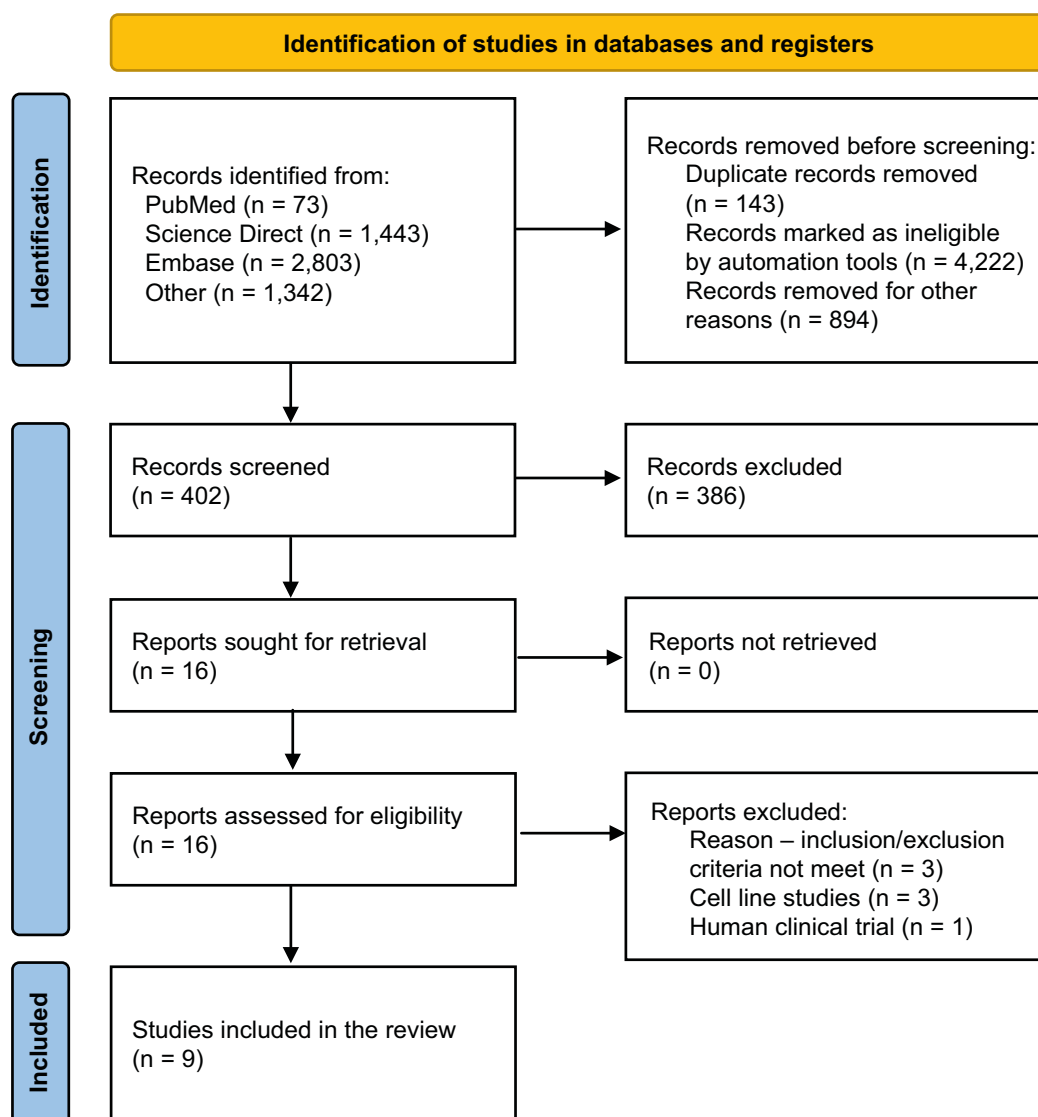 Identification of studies in databases and registers
Identification
Records identified from:
PubMed (n = 73)
Science Direct (n = 1,443)
Embase (n = 2,803)
Other (n = 1,342)
Records removed before screening:
Duplicate records removed
(n = 143)
Records marked as ineligible
by automation tools (n = 4,222)
Records removed for other
reasons (n = 894)
Screening
Records screened
(n = 402)
Records excluded
(n = 386)
Reports sought for retrieval
(n = 16)
Reports not retrieved
(n = 0)
Reports assessed for eligibility
(n = 16)
Reports excluded:
Reason – inclusion/exclusion
criteria not meet (n = 3)
Cell line studies (n = 3)
Human clinical trial (n = 1)
Included
Studies included in the review
(n = 9)